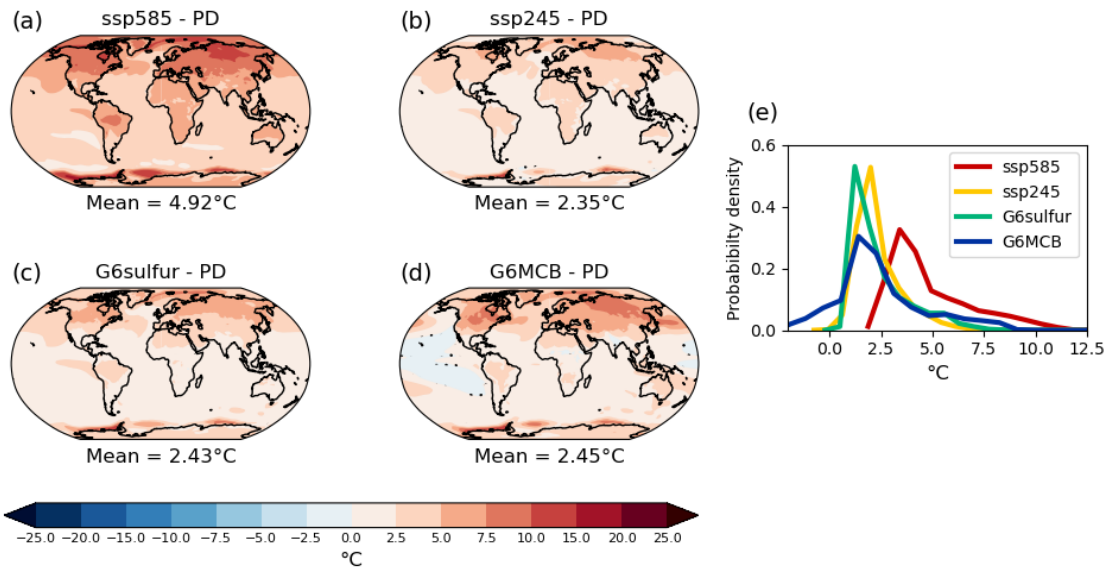 (a) ssp585 - PD
Mean = 4.92°C
(b) ssp245 - PD
Mean = 2.35°C
(c) G6sulfur - PD
Mean = 2.43°C
(d) G6MCB - PD
Mean = 2.45°C
−25.0 −20.0 −15.0 −10.0 −7.5 −5.0 −2.5 0.0 2.5 5.0 7.5 10.0 15.0 20.0 25.0
°C
(e)
Probabibilty density
0.6
0.4
0.2
0.0
ssp585
ssp245
G6sulfur
G6MCB
0.0 2.5 5.0 7.5 10.0 12.5
°C